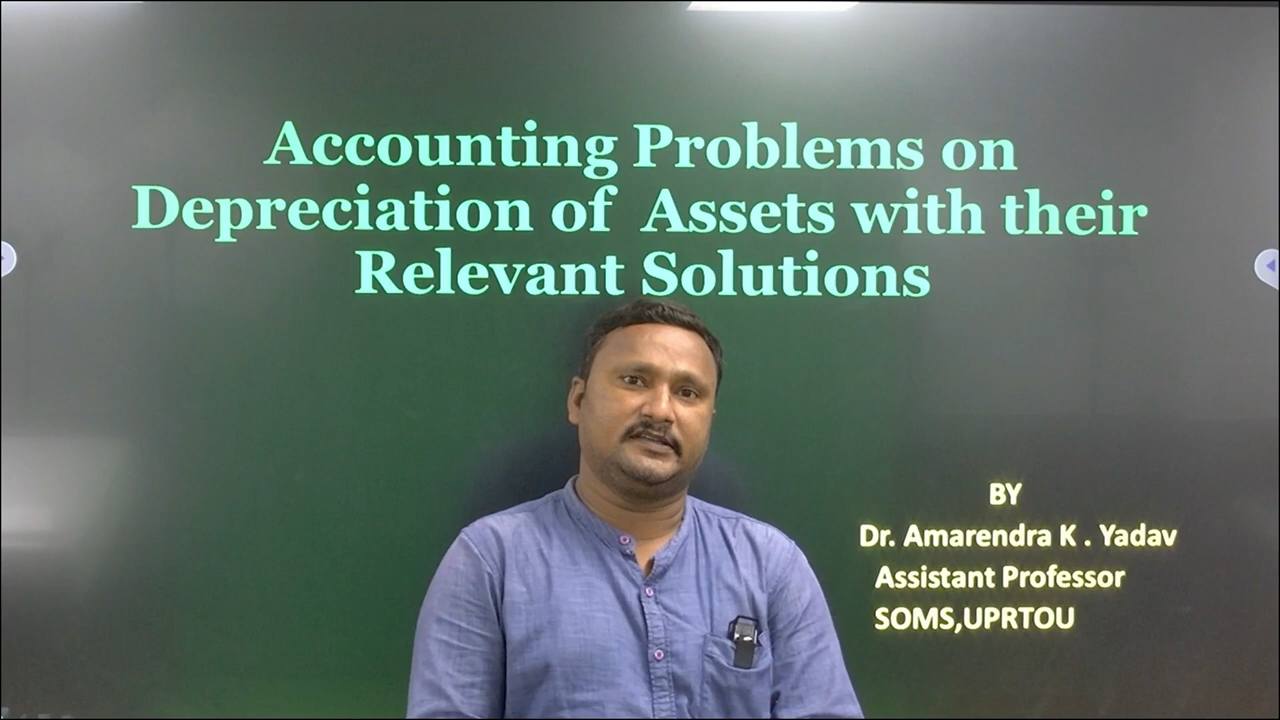 Accounting Problems on
Depreciation of Assets with their
Relevant Solutions
BY
Dr. Amarendra K . Yadav
Assistant Professor
SOMS,UPRTOU